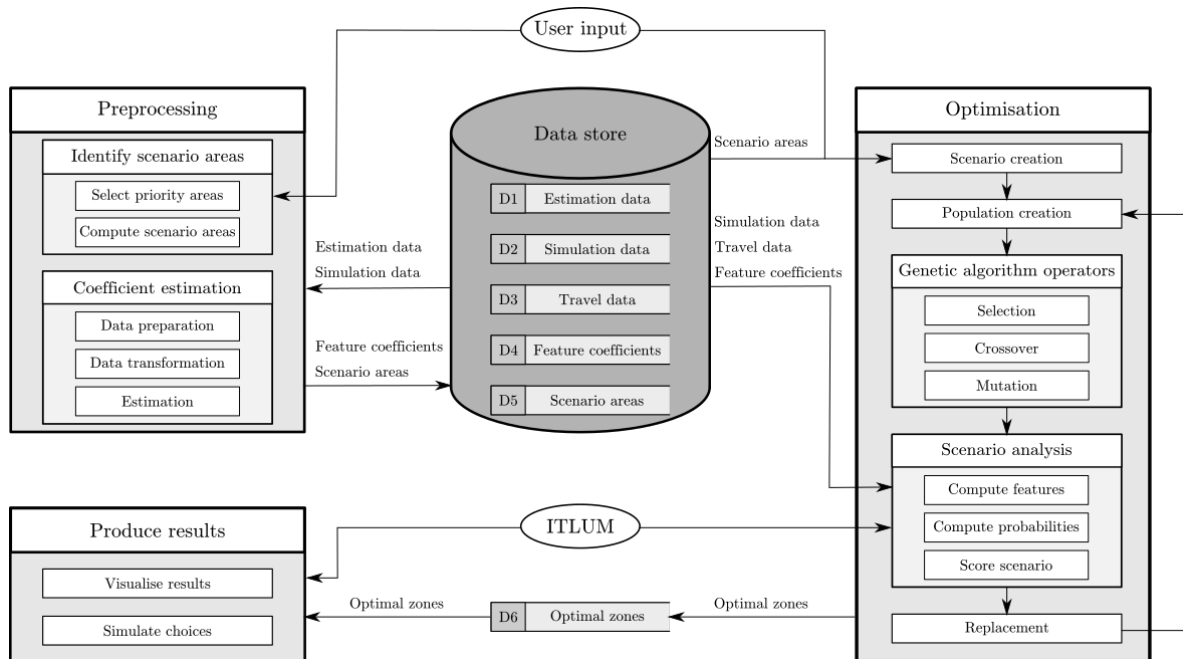 User input
Preprocessing
Identify scenario areas
Select priority areas
Compute scenario areas
Coefficient estimation
Data preparation
Data transformation
Estimation
Estimation data
Simulation data
Feature coefficients
Scenario areas
Data store
D1 Estimation data
D2 Simulation data
D3 Travel data
D4 Feature coefficients
D5 Scenario areas
Scenario areas
Simulation data
Travel data
Feature coefficients
Optimisation
Scenario creation
Population creation
Genetic algorithm operators
Selection
Crossover
Mutation
Scenario analysis
Compute features
Compute probabilities
Score scenario
Replacement
Produce results
Visualise results
Simulate choices
ITLUM
Optimal zones
D6 Optimal zones
Optimal zones